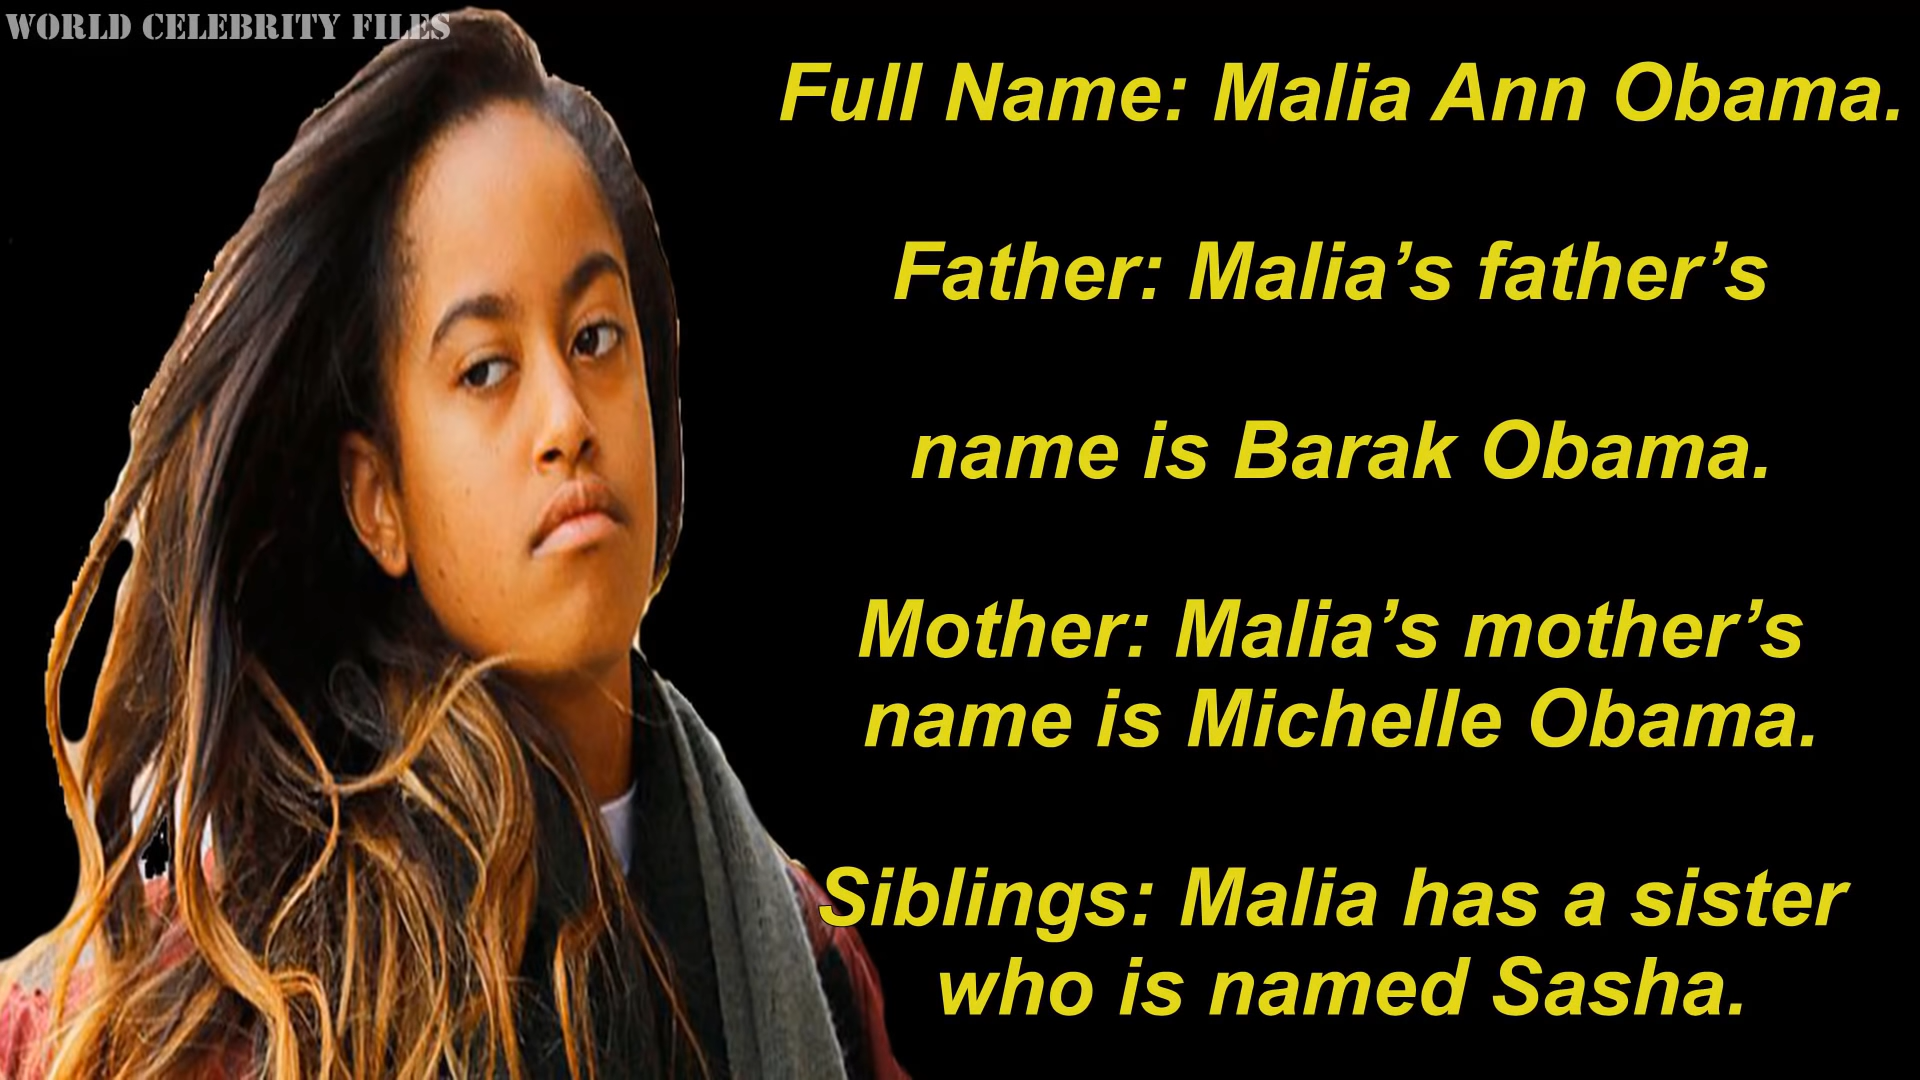 WORLD CELEBRITY FILES
Full Name: Malia Ann Obama.
Father: Malia’s father’s
name is Barak Obama.
Mother: Malia’s mother’s
name is Michelle Obama.
Siblings: Malia has a sister
who is named Sasha.